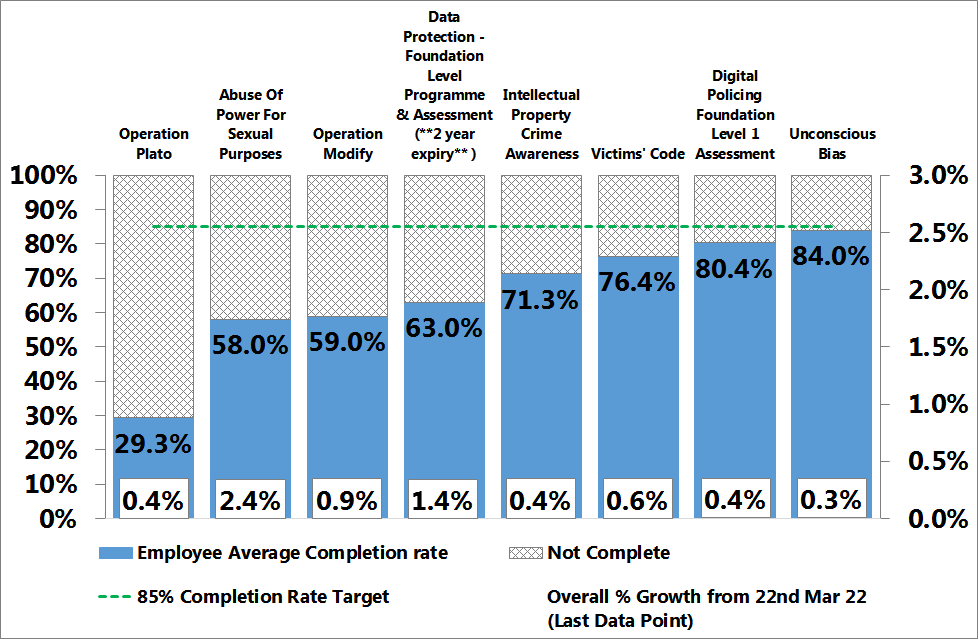 Operation
Plato
Abuse Of
Power For
Sexual
Purposes
Operation
Modify
Data
Protection -
Foundation
Level
Programme
& Assessment
(**2 year
expiry** )
Intellectual
Property
Crime
Awareness
Victims' Code
Digital
Policing
Foundation
Level 1
Assessment
Unconscious
Bias
100%
90%
80%
70%
60%
50%
40%
30%
20%
10%
0%
29.3%
58.0%
59.0%
63.0%
71.3%
76.4%
80.4%
84.0%
0.4%
2.4%
0.9%
1.4%
0.4%
0.6%
0.4%
0.3%
3.0%
2.5%
2.0%
1.5%
1.0%
0.5%
0.0%
Employee Average Completion rate
Not Complete
85% Completion Rate Target
Overall % Growth from 22nd Mar 22
(Last Data Point)